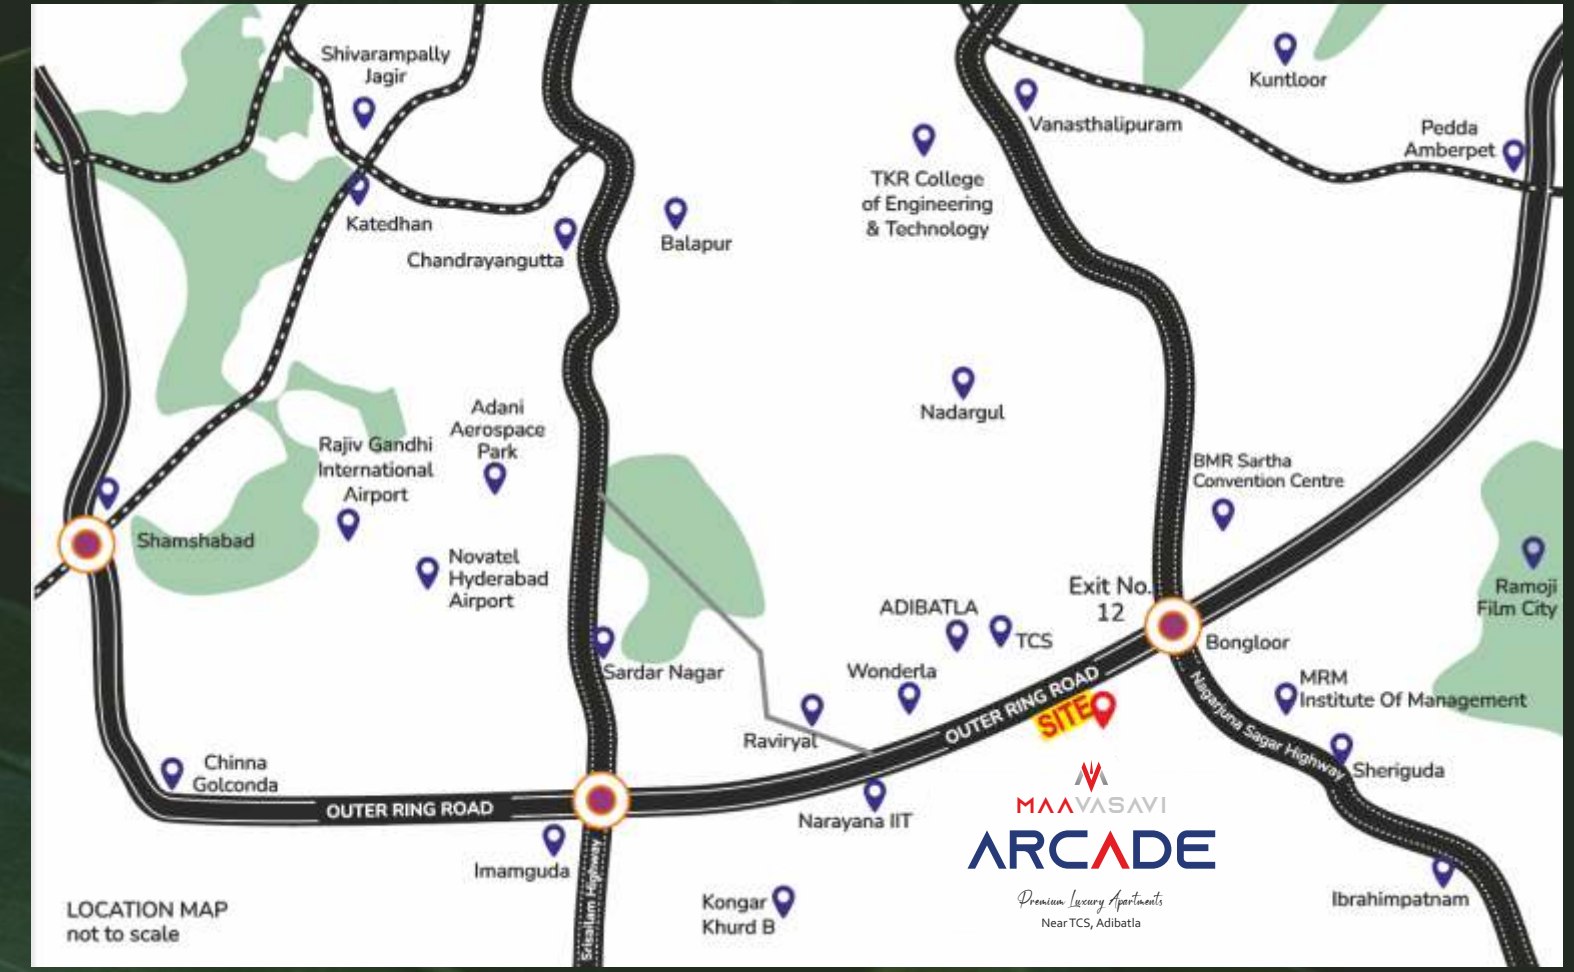 Shivarampally
Jagir
Kuntloor
Vanasthalipuram
Pedda
Amberpet
TKR College
of Engineering
& Technology
Katedhan
Chandrayangutta
Balapur
Nadargul
Adani
Aerospace
Park
Rajiv Gandhi
International
Airport
BMR Sartha
Convention Centre
Shamshabad
Novatel
Hyderabad
Airport
Exit No.
12
Ramoji
Film City
ADIBATLA
TCS
Bongloor
Sardar Nagar
Wonderla
MRM
Institute Of Management
OUTER RING ROAD
SITE
Nagarjuna Sagar Highway
Raviryal
Chinna
Golconda
Sheriguda
OUTER RING ROAD
Narayana IIT
MAAVASAVI
ARCADE
Premium Luxury Apartments
Near TCS, Adibatla
Imamguda
Srisailam Highway
Kongar
Khurd B
Ibrahimpatnam
LOCATION MAP
not to scale